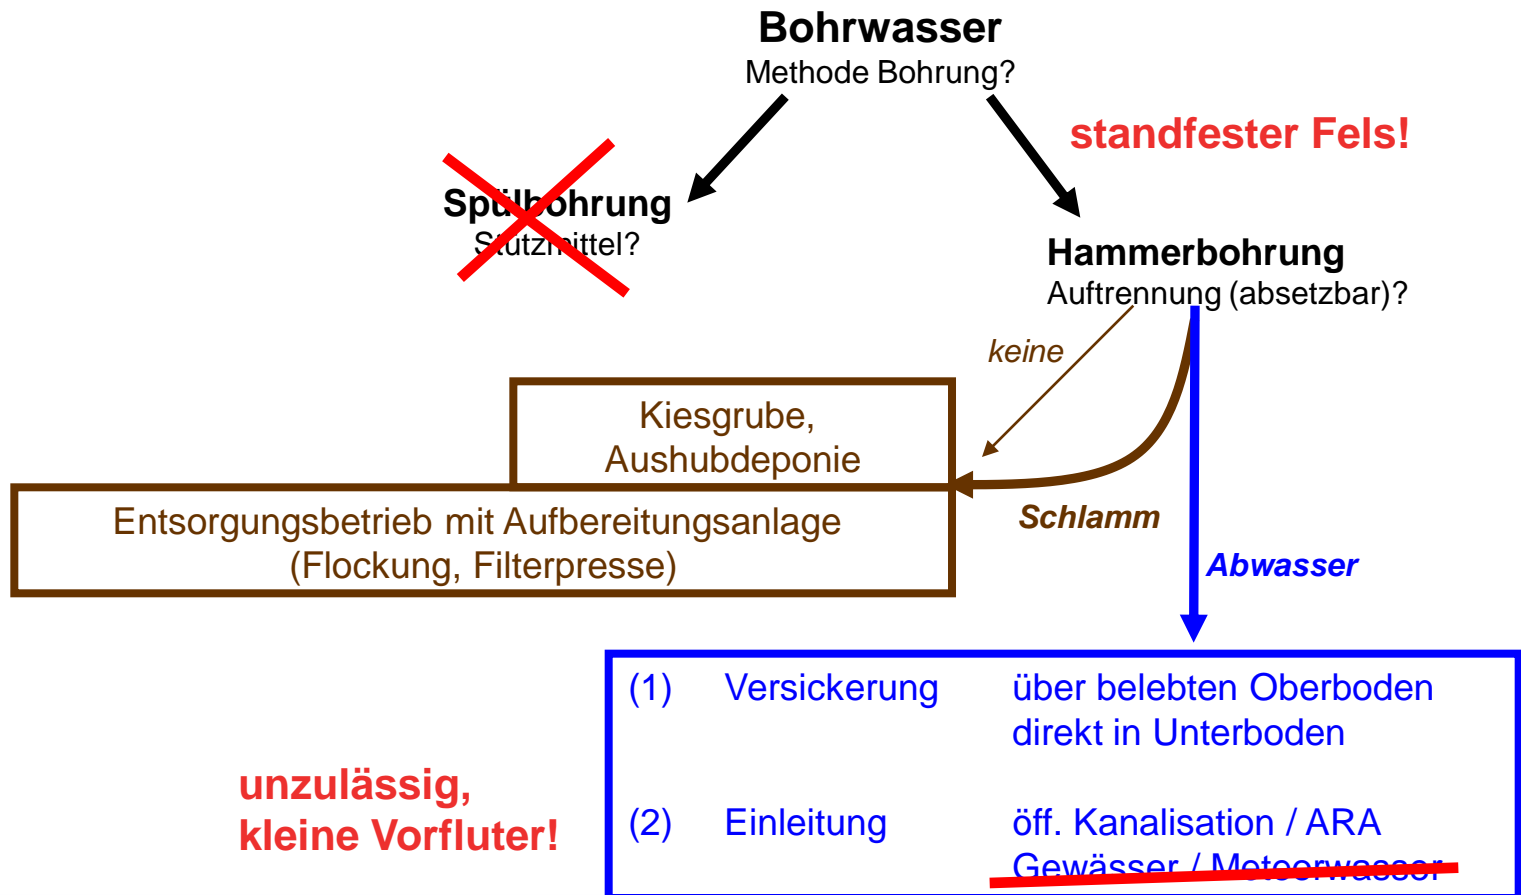 Bohrwasser
Methode Bohrung?
standfester Fels!
Spülbohrung
Stützmittel?
Hammerbohrung
Auftrennung (absetzbar)?
keine
Kiesgrube,
Aushubdeponie
Entsorgungsbetrieb mit Aufbereitungsanlage
(Flockung, Filterpresse)
Schlamm
Abwasser
(1) Versickerung über belebten Oberboden
direkt in Unterboden
unzulässig,
kleine Vorfluter!
(2) Einleitung öff. Kanalisation / ARA
Gewässer / Meteorwasser